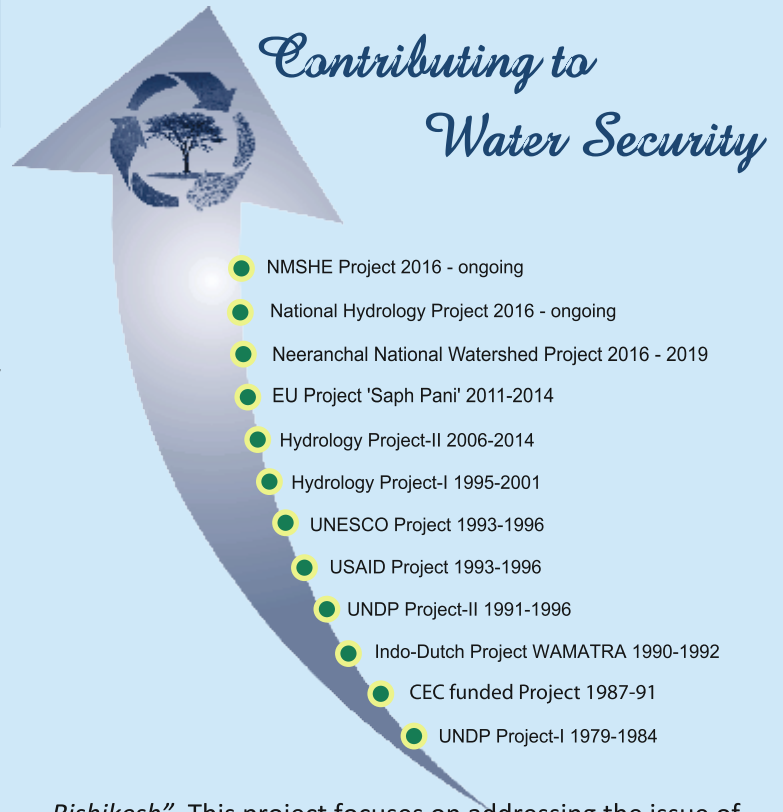 Contributing to
Water Security
NMSHE Project 2016 - ongoing
National Hydrology Project 2016 - ongoing
Neeranchal National Watershed Project 2016 - 2019
EU Project 'Saph Pani' 2011-2014
Hydrology Project-II 2006-2014
Hydrology Project-I 1995-2001
UNESCO Project 1993-1996
USAID Project 1993-1996
UNDP Project-II 1991-1996
Indo-Dutch Project WAMATRA 1990-1992
CEC funded Project 1987-91
UNDP Project-I 1979-1984
Rishikesh”. This project focuses on addressing the issue of